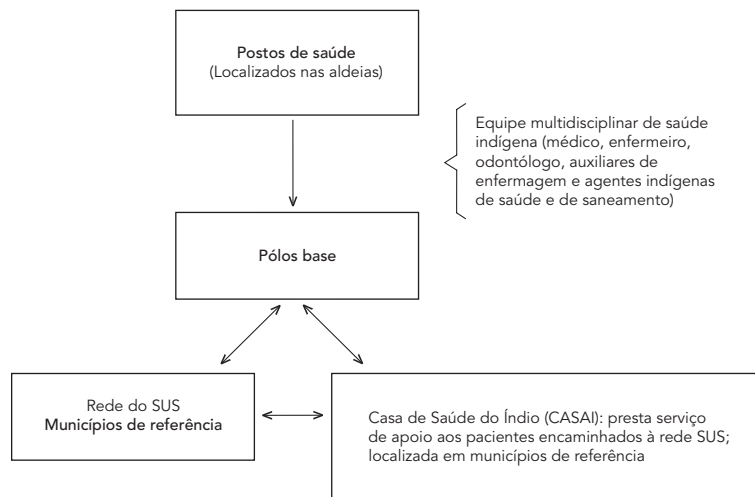 Postos de saúde
(Localizados nas aldeias)
Equipe multidisciplinar de saúde
indígena (médico, enfermeiro,
odontólogo, auxiliares de
enfermagem e agentes indígenas
de saúde e de saneamento)
Pólos base
Rede do SUS
Municípios de referência
Casa de Saúde do Índio (CASAI): presta serviço
de apoio aos pacientes encaminhados à rede SUS;
localizada em municípios de referência